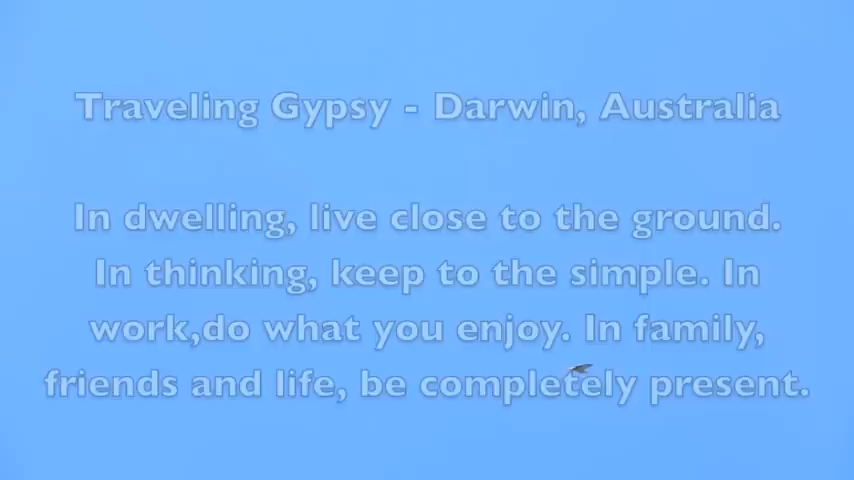 Traveling Gypsy - Darwin, Australia
In dwelling, live close to the ground.
In thinking, keep to the simple. In
work,do what you enjoy. In family,
friends and life, be completely present.